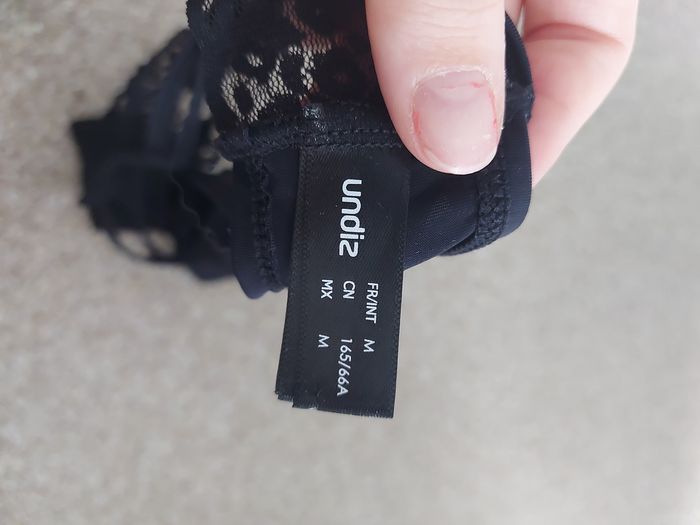 undiz
FR/INT M
CN 165/66A
MX M